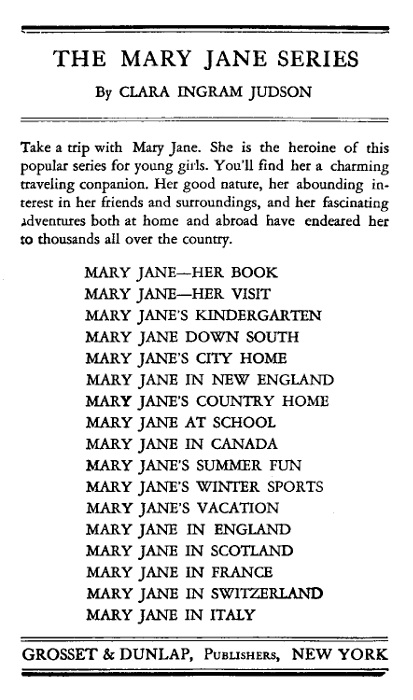 THE MARY JANE SERIES
By CLARA INGRAM JUDSON
Take a trip with Mary Jane. She is the heroine of this
popular series for young girls. You'll find her a charming
traveling conpanion. Her good nature, her abounding in-
terest in her friends and surroundings, and her fascinating
adventures both at home and abroad have endeared her
to thousands all over the country.
MARY JANE—HER BOOK
MARY JANE—HER VISIT
MARY JANE'S KINDERGARTEN
MARY JANE DOWN SOUTH
MARY JANE'S CITY HOME
MARY JANE IN NEW ENGLAND
MARY JANE'S COUNTRY HOME
MARY JANE AT SCHOOL
MARY JANE IN CANADA
MARY JANE'S SUMMER FUN
MARY JANE'S WINTER SPORTS
MARY JANE'S VACATION
MARY JANE IN ENGLAND
MARY JANE IN SCOTLAND
MARY JANE IN FRANCE
MARY JANE IN SWITZERLAND
MARY JANE IN ITALY
GROSSET & DUNLAP, PUBLISHERS, NEW YORK